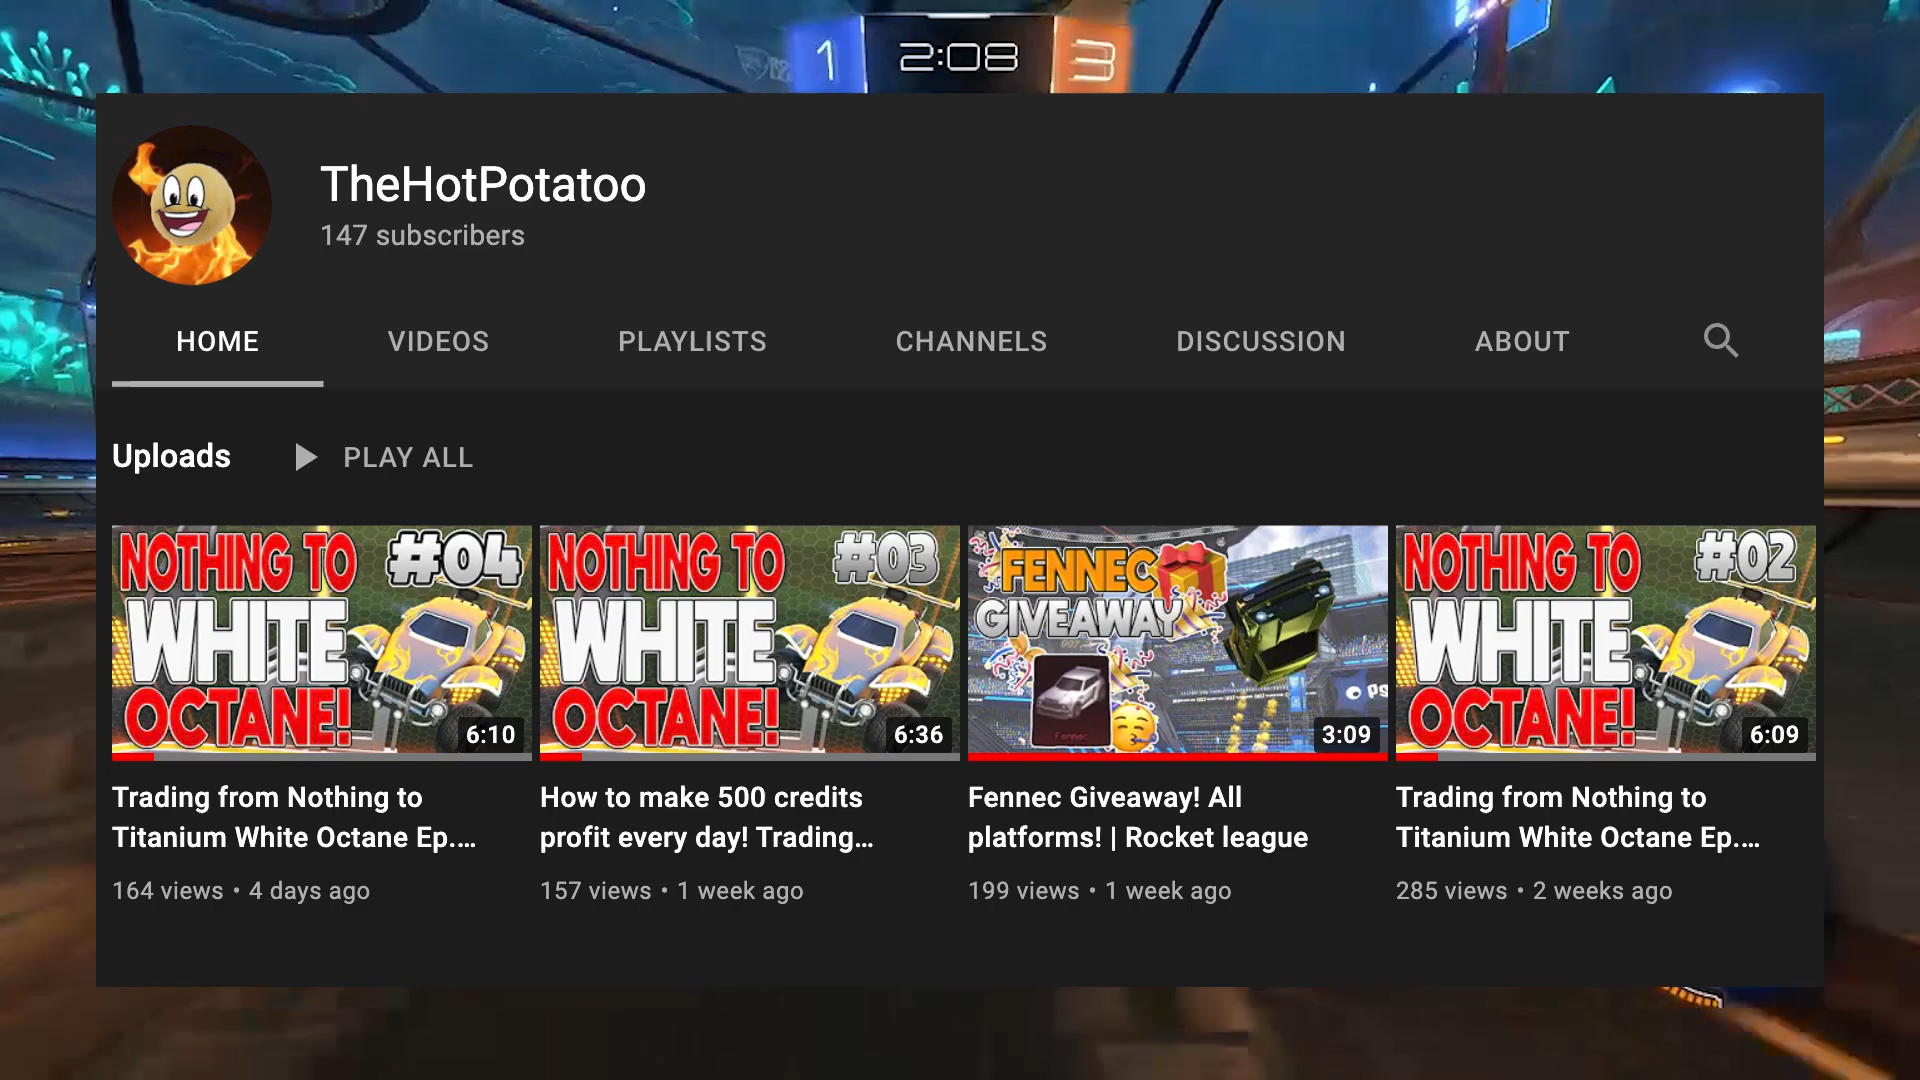 1 2:08 3
TheHotPotatoo
147 subscribers
HOME VIDEOS PLAYLISTS CHANNELS DISCUSSION ABOUT
Uploads PLAY ALL
NOTHING TO #04
WHITE
OCTANE!
6:10
Trading from Nothing to
Titanium White Octane Ep....
164 views • 4 days ago
NOTHING TO #03
WHITE
OCTANE!
6:36
How to make 500 credits
profit every day! Trading...
157 views • 1 week ago
FENNEC
GIVEAWAY
Fennec
3:09
Fennec Giveaway! All
platforms! | Rocket league
199 views • 1 week ago
NOTHING TO #02
WHITE
OCTANE!
6:09
Trading from Nothing to
Titanium White Octane Ep....
285 views • 2 weeks ago